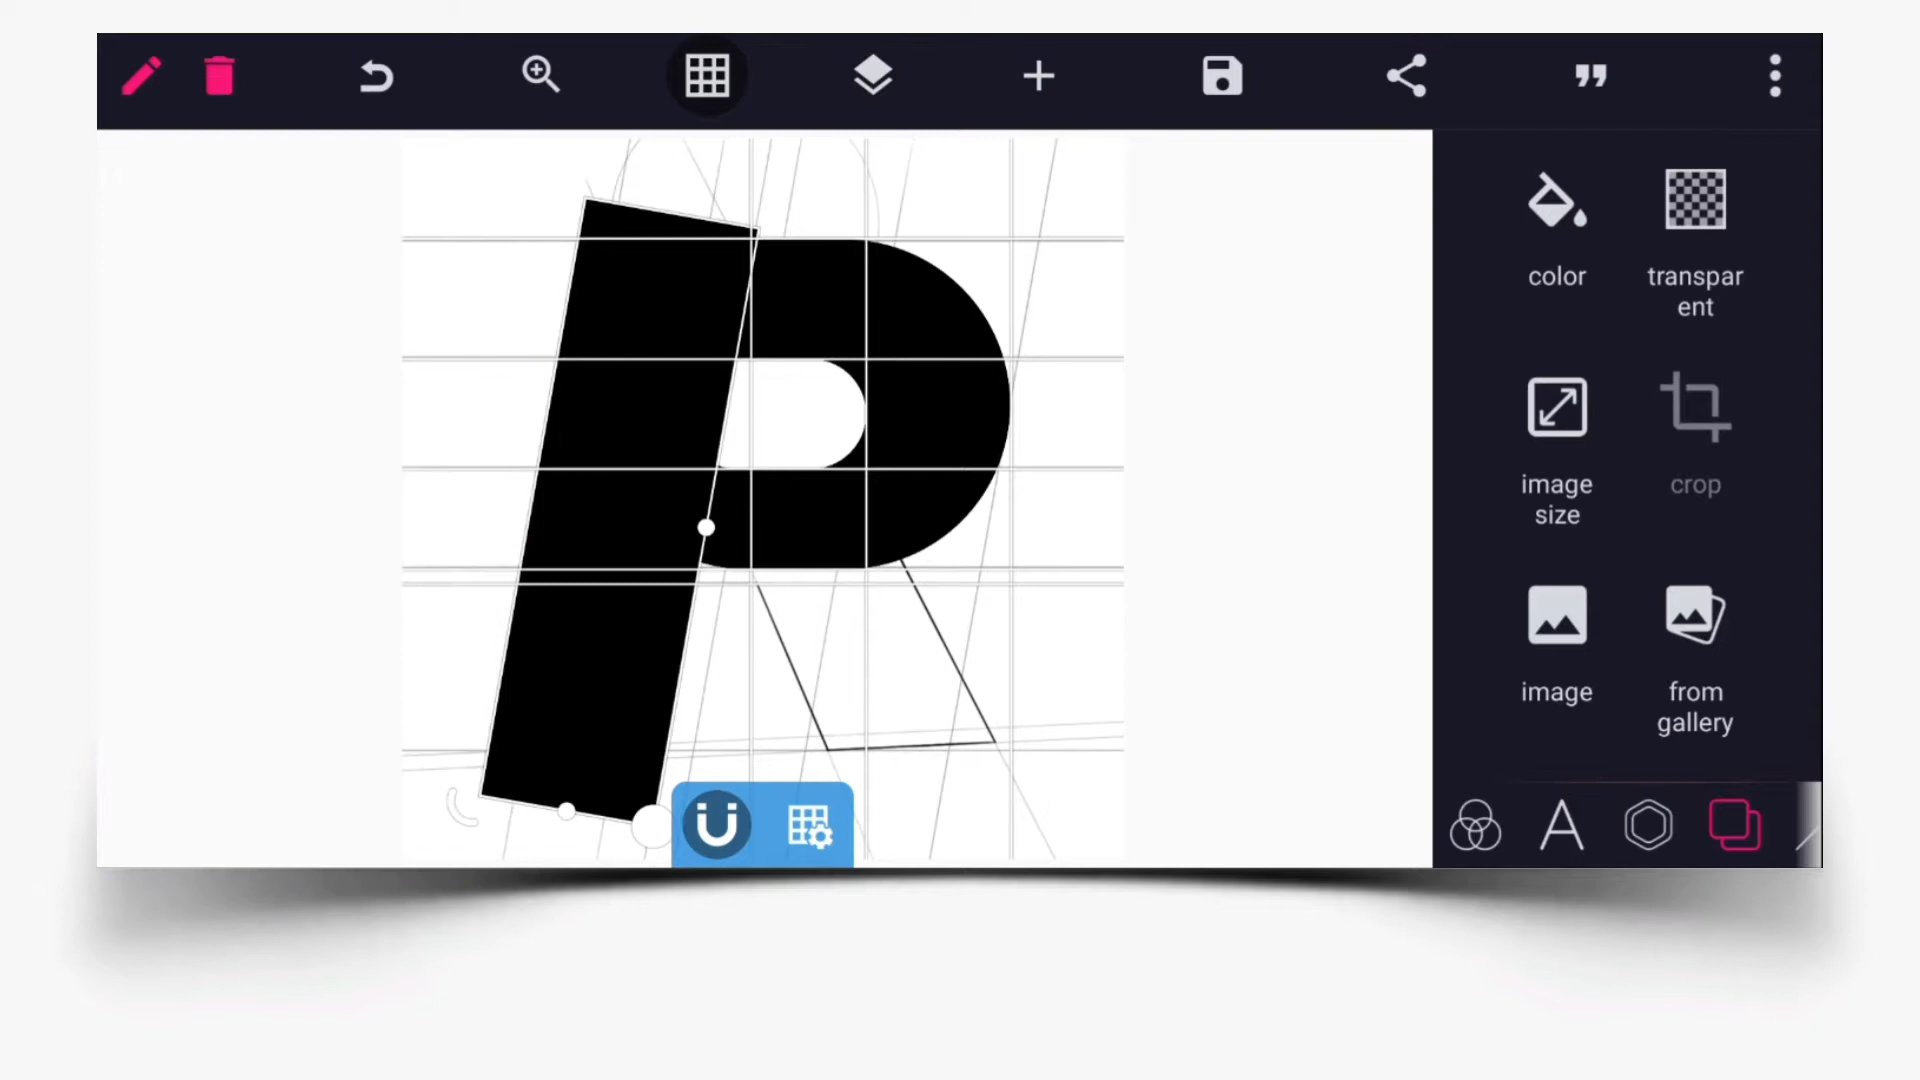 color
transpar
ent
image
size
crop
image
from
gallery